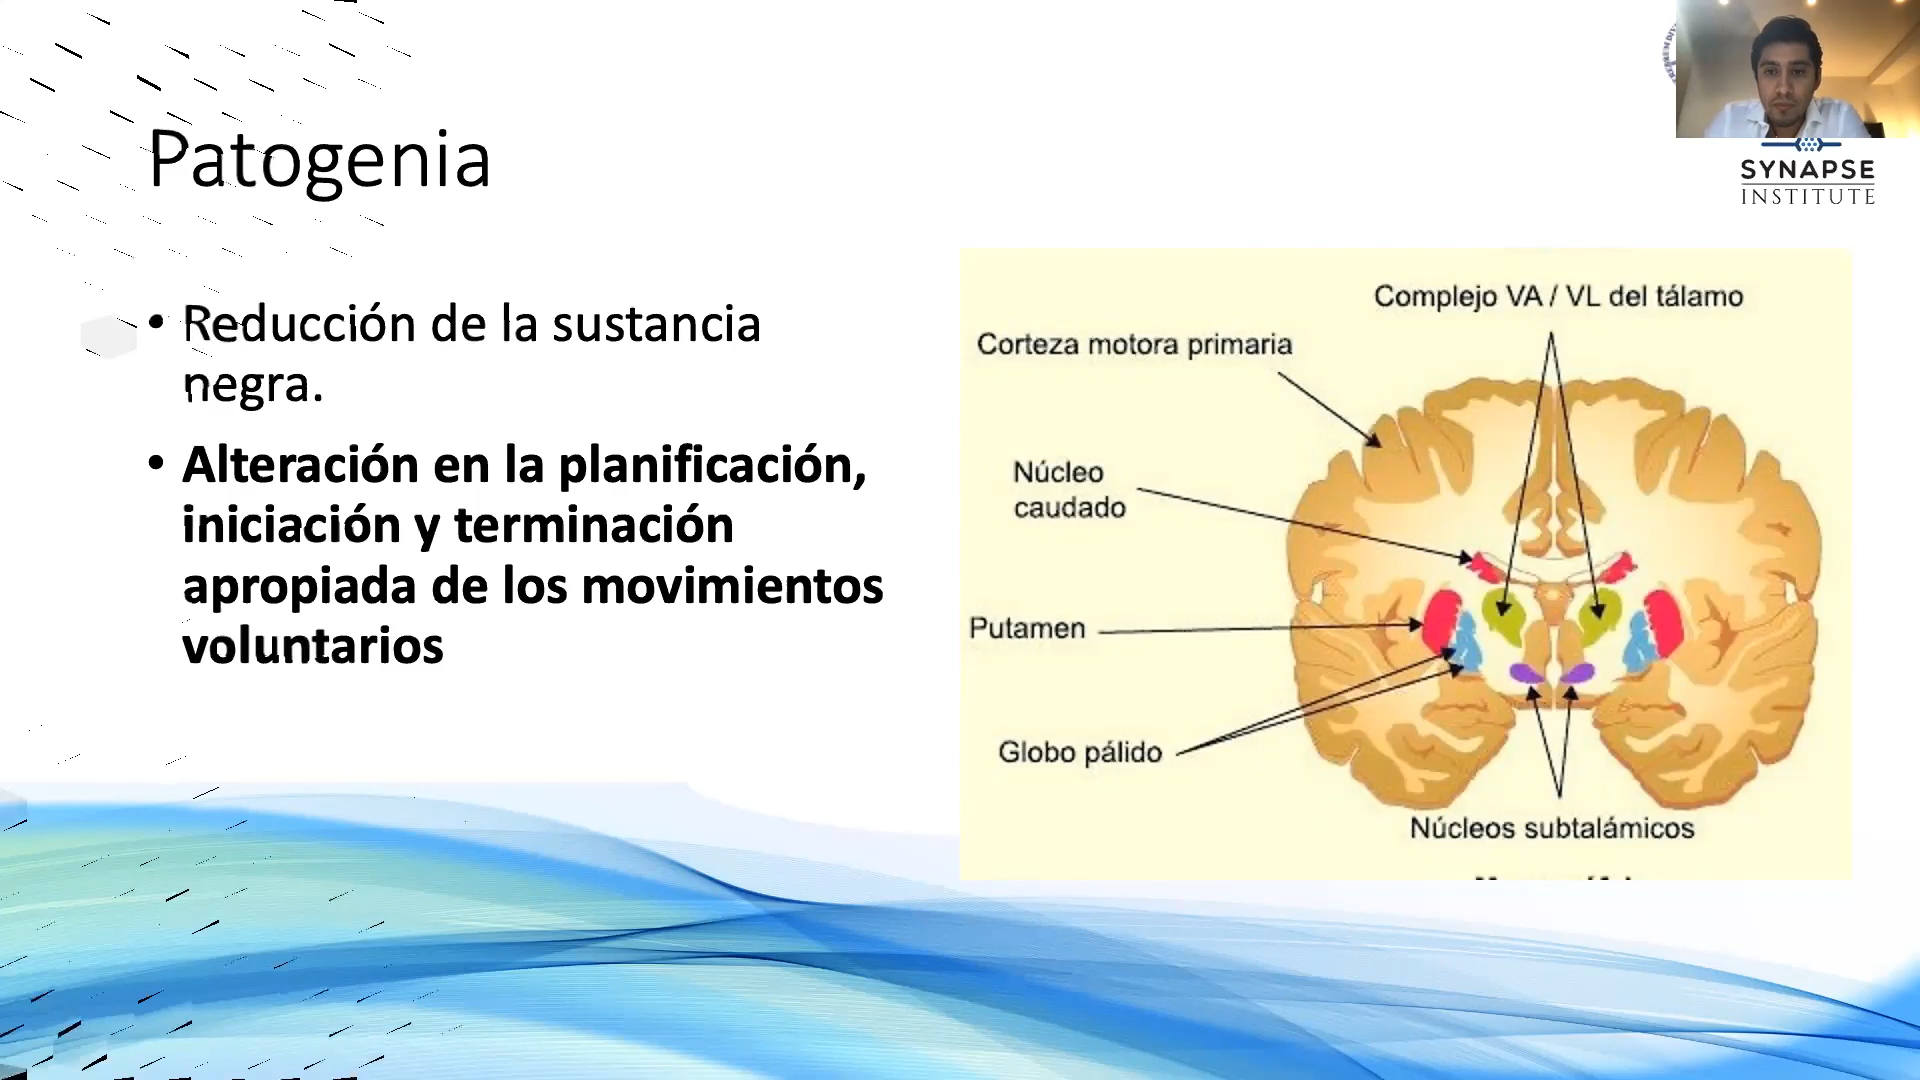 Patogenia
• Reducción de la sustancia
negra.
• Alteración en la planificación,
iniciación y terminación
apropiada de los movimientos
voluntarios
SYNAPSE
INSTITUTE
Complejo VA / VL del tálamo
Corteza motora primaria
Núcleo
caudado
Putamen
Globo pálido
Núcleos subtalámicos